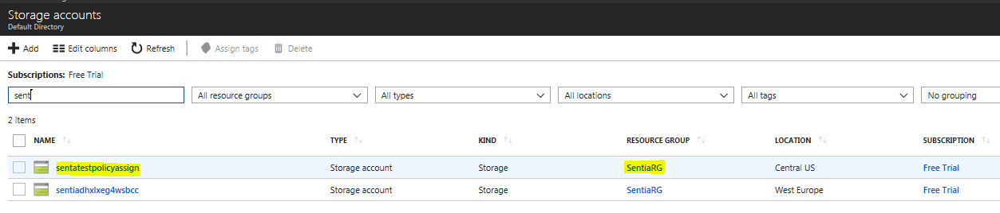 Storage accounts
Default Directory
Add Edit columns Refresh Assign tags Delete
Subscriptions: Free Trial
sent All resource groups All types All locations All tags No grouping
2 items
NAME TYPE KIND RESOURCE GROUP LOCATION SUBSCRIPTION
sentatestpolicyassign Storage account Storage SentiaRG Central US Free Trial
sentiadhxlxeg4wsbcc Storage account Storage SentiaRG West Europe Free Trial